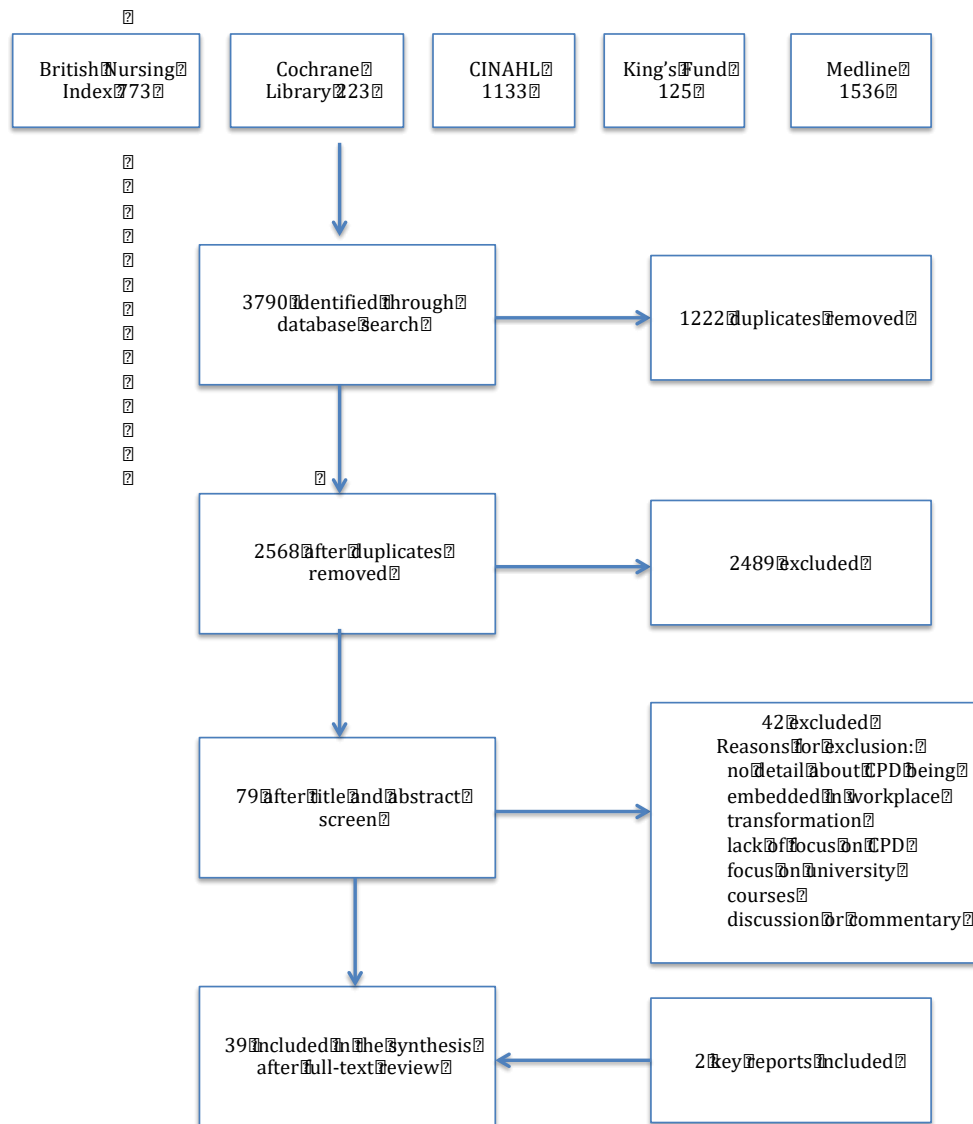 British Nursing
Index 773
Cochrane
Library 223
CINAHL
1133
King's Fund
125
Medline
1536
3790 identified through
database search
1222 duplicates removed
2568 after duplicates
removed
2489 excluded
79 after title and abstract
screen
42 excluded
Reasons for exclusion:
no detail about CPD being
embedded in workplace
transformation
lack of focus on CPD
focus on university
courses
discussion or commentary
39 included in the synthesis
after full-text review
2 key reports included